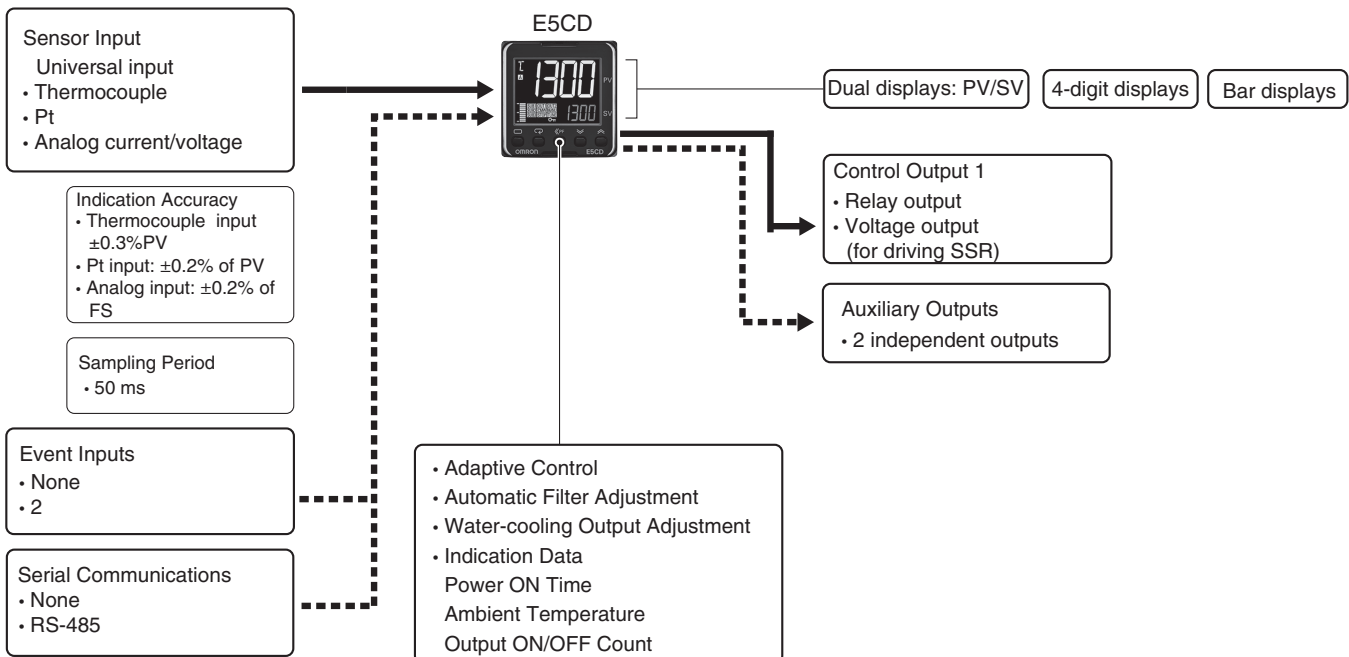 E5CD
Sensor Input
Universal input
• Thermocouple
• Pt
• Analog current/voltage
Indication Accuracy
• Thermocouple input
±0.3%PV
• Pt input: ±0.2% of PV
• Analog input: ±0.2% of
FS
Sampling Period
• 50 ms
Event Inputs
• None
• 2
Serial Communications
• None
• RS-485
1300
PV
1300
SV
PF
OMRON
E5CD
Dual displays: PV/SV
4-digit displays
Bar displays
Control Output 1
• Relay output
• Voltage output
(for driving SSR)
Auxiliary Outputs
• 2 independent outputs
• Adaptive Control
• Automatic Filter Adjustment
• Water-cooling Output Adjustment
• Indication Data
Power ON Time
Ambient Temperature
Output ON/OFF Count